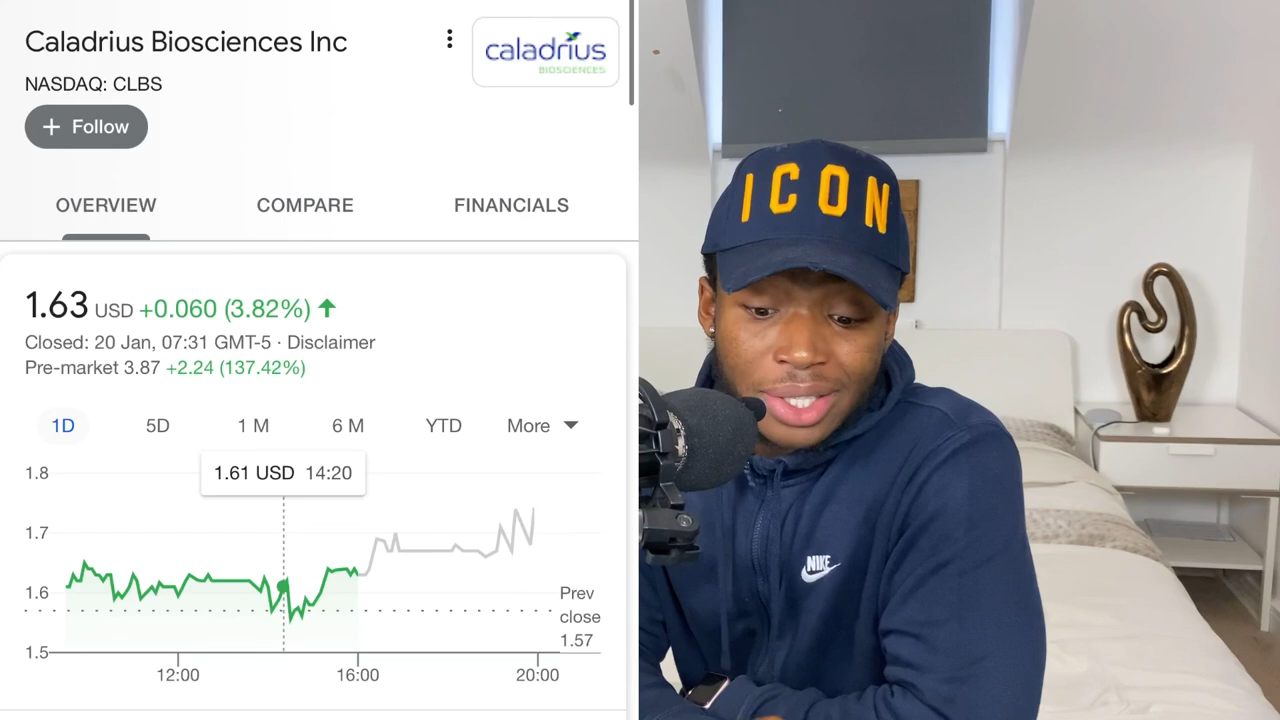 Caladrius Biosciences Inc
caladrius
BIOSCIENCES
NASDAQ: CLBS
+ Follow
OVERVIEW COMPARE FINANCIALS
1.63 USD +0.060 (3.82%) ↑
Closed: 20 Jan, 07:31 GMT-5 · Disclaimer
Pre-market 3.87 +2.24 (137.42%)
1D 5D 1 M 6 M YTD More
1.61 USD 14:20
1.8
1.7
1.6
1.5
Prev
close
1.57
12:00 16:00 20:00
ICON
NIKE